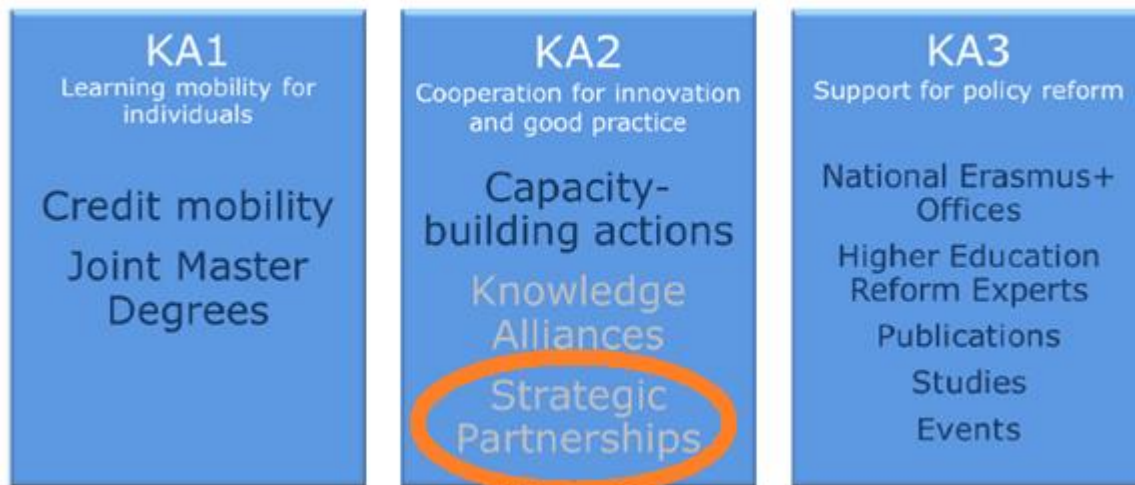 KA1
Learning mobility for
individuals
Credit mobility
Joint Master
Degrees
KA2
Cooperation for innovation
and good practice
Capacity-
building actions
Knowledge
Alliances
Strategic
Partnerships
KA3
Support for policy reform
National Erasmus+
Offices
Higher Education
Reform Experts
Publications
Studies
Events